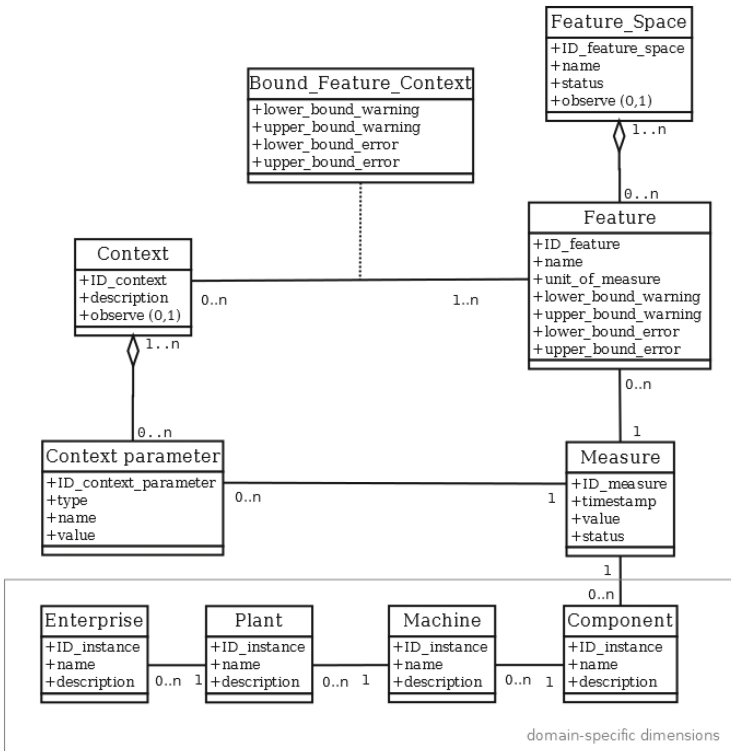 Feature_Space
+ID_feature_space
+name
+status
+observe (0,1)
1..n
Bound_Feature_Context
+lower_bound_warning
+upper_bound_warning
+lower_bound_error
+upper_bound_error
0..n
Feature
+ID_feature
+name
+unit_of_measure
+lower_bound_warning
+upper_bound_warning
+lower_bound_error
+upper_bound_error
Context
+ID_context
+description
+observe (0,1)
0..n
1..n
1..n
0..n
0..n
1
Context parameter
+ID_context_parameter
+type
+name
+value
0..n
1
Measure
+ID_measure
+timestamp
+value
+status
1
0..n
Enterprise
+ID_instance
+name
+description
0..n
1
Plant
+ID_instance
+name
+description
0..n
1
Machine
+ID_instance
+name
+description
0..n
1
Component
+ID_instance
+name
+description
domain-specific dimensions